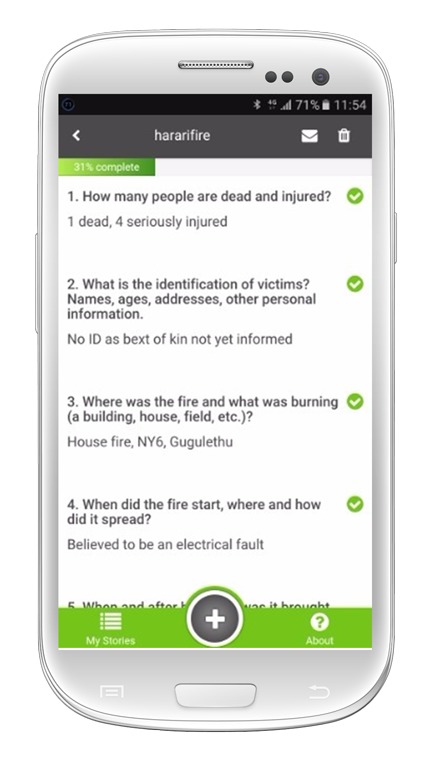 71% 11:54
hararifire
31% complete
1. How many people are dead and injured?
1 dead, 4 seriously injured
2. What is the identification of victims?
Names, ages, addresses, other personal
information.
No ID as bext of kin not yet informed
3. Where was the fire and what was burning
(a building, house, field, etc.)?
House fire, NY6, Gugulethu
4. When did the fire start, where and how
did it spread?
Believed to be an electrical fault
5. When and after was it brought
My Stories
About